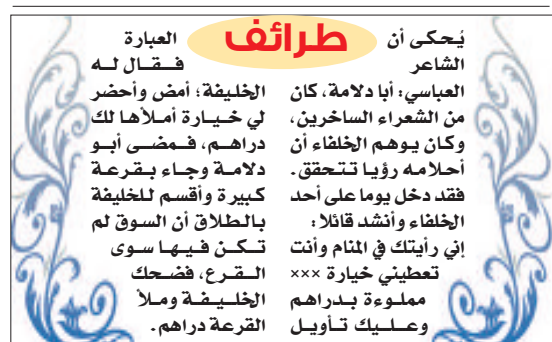 طرائف
يُحكى أن
الشاعر
العباسي: أبا دلامة، كان
من الشعراء الساخرين،
وكان يوهم الخلفاء أن
أحلامه رؤيا تتحقق.
فقد دخل يوما على أحد
الخلفاء وأنشد قائلا:
إني رأيتك في المنام وأنت
تعطيني خيارة ×××
مملوءة بدراهم
وعليك تأويل
العبارة
فقال له
الخليفة؛ أمض وأحضر
لي خيارة أملأها لك
دراهم، فمضى أبو
دلامة وجاء بقرعة
كبيرة وأقسم للخليفة
بالطلاق أن السوق لم
تكن فيها سوى
القرع، فضحك
الخليفة وملأ
القرعة دراهم.